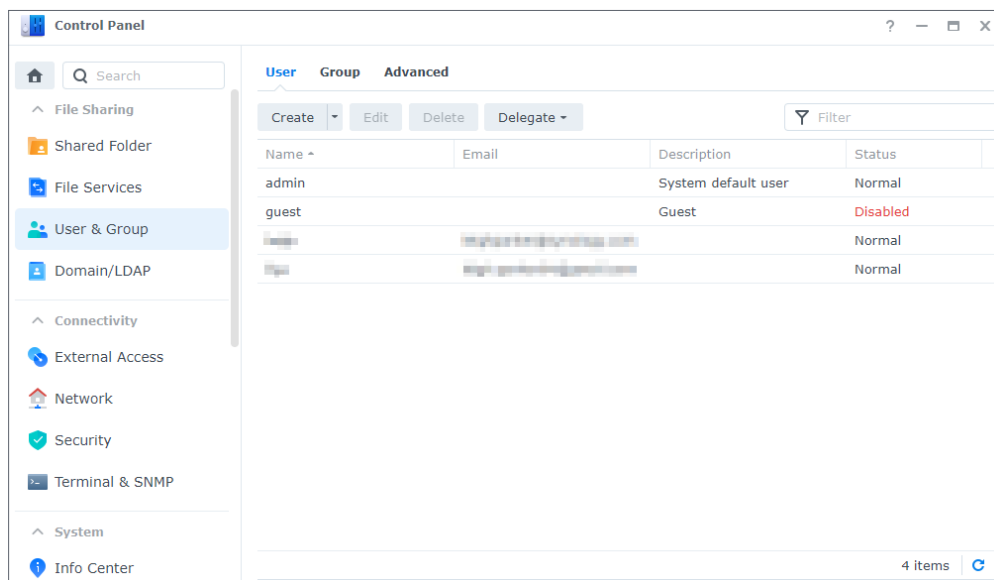 Control Panel
?
Search
User Group Advanced
File Sharing
Shared Folder
File Services
User & Group
Domain/LDAP
Connectivity
External Access
Network
Security
Terminal & SNMP
System
Info Center
Create Edit Delete Delegate
Filter
Name Email Description Status
admin System default user Normal
guest Guest Disabled
Normal
Normal
4 items